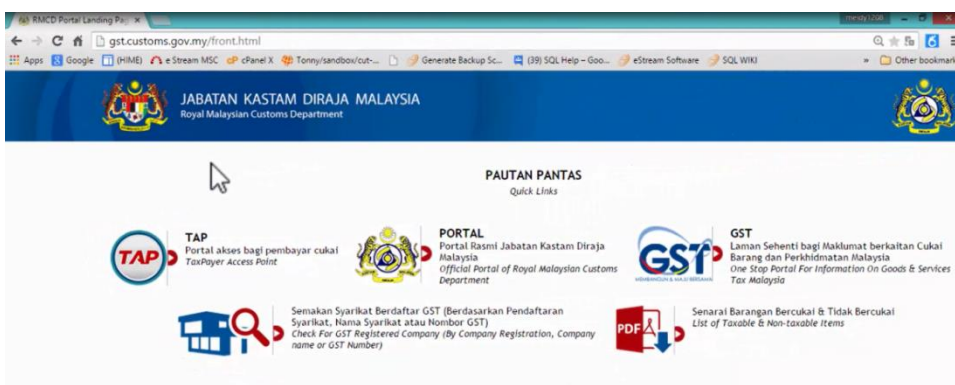 RMCD Portal Landing Pag
mesdy1208
gst.customs.gov.my/front.html
Apps Google (HIME) e Stream MSC cPanel X Tonny/sandbox/cut-... Generate Backup Sc... (39) SQL Help – Goo... eStream Software SQL WIKI » Other bookmark
JABATAN KASTAM DIRAJA MALAYSIA
Royal Malaysian Customs Department
PAUTAN PANTAS
Quick Links
TAP
TAP
Portal akses bagi pembayar cukai
TaxPayer Access Point
PORTAL
Portal Rasmi Jabatan Kastam Diraja
Malaysia
Official Portal of Royal Malaysian Customs
Department
GST
GST
Laman Sehenti bagi Maklumat berkaitan Cukai
Barang dan Perkhidmatan Malaysia
One Stop Portal For Information On Goods & Services
Tax Malaysia
Semakan Syarikat Berdaftar GST (Berdasarkan Pendaftaran
Syarikat, Nama Syarikat atau Nombor GST)
Check For GST Registered Company (By Company Registration, Company
name or GST Number)
PDF
Senarai Barangan Bercukai & Tidak Bercukai
List of Taxable & Non-taxable Items